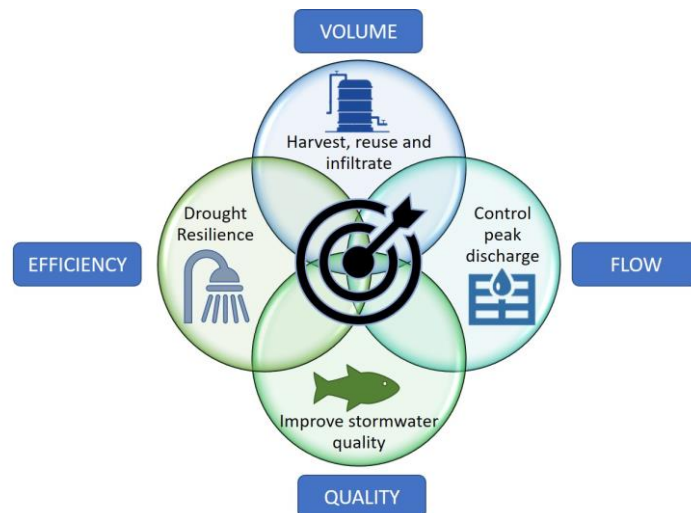 VOLUME
Harvest, reuse and
infiltrate
Drought
Resilience
Control
peak
discharge
EFFICIENCY
FLOW
Improve stormwater
quality
QUALITY